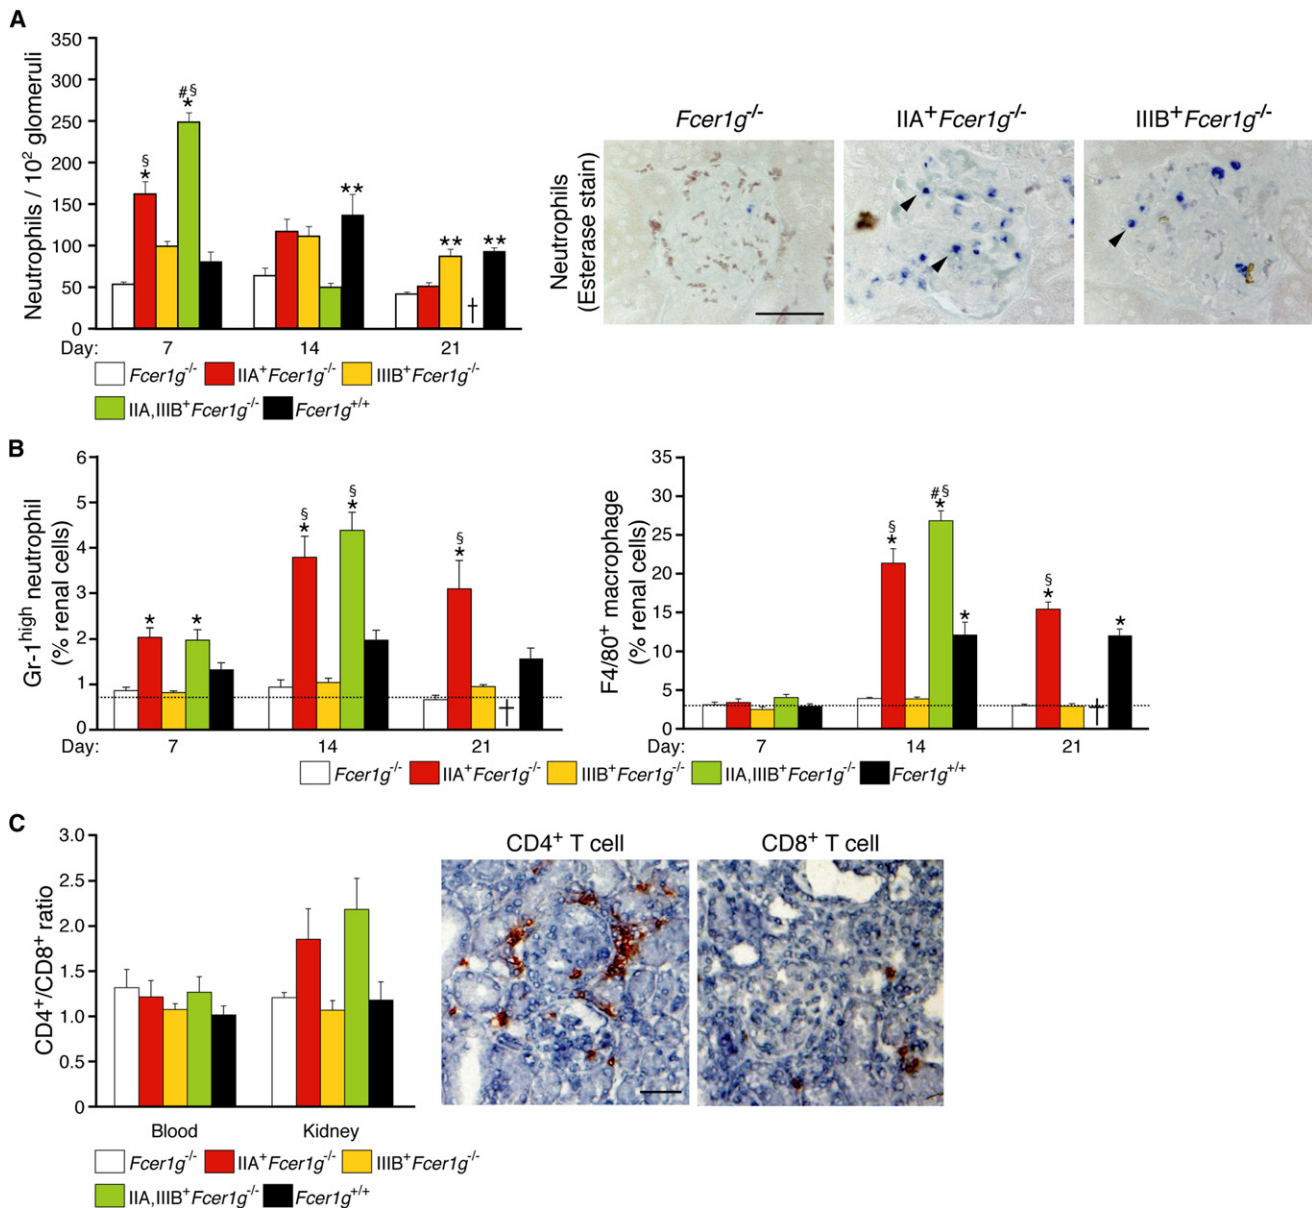 A
350
300
250
200
150
100
50
0
Neutrophils / 10² glomeruli
§
*
#§
*
**
**
†
**
Day: 7 14 21
Fcer1g-/- IIA+Fcer1g-/- IIIB+Fcer1g-/-
IIA,IIIB+Fcer1g-/- Fcer1g+/+
Neutrophils
(Esterase stain)
Fcer1g-/- IIA+Fcer1g-/- IIIB+Fcer1g-/-
B
6
5
4
3
2
1
0
Gr-1high neutrophil
(% renal cells)
*
*
§
*
§
*
§
*
†
Day: 7 14 21
35
30
25
20
15
10
5
0
F4/80+ macrophage
(% renal cells)
§
*
#§
*
*
§
*
†
*
Day: 7 14 21
Fcer1g-/- IIA+Fcer1g-/- IIIB+Fcer1g-/- IIA,IIIB+Fcer1g-/- Fcer1g+/+
C
3.0
2.5
2.0
1.5
1.0
0.5
0
CD4+/CD8+ ratio
Blood Kidney
Fcer1g-/- IIA+Fcer1g-/- IIIB+Fcer1g-/-
IIA,IIIB+Fcer1g-/- Fcer1g+/+
CD4+ T cell CD8+ T cell